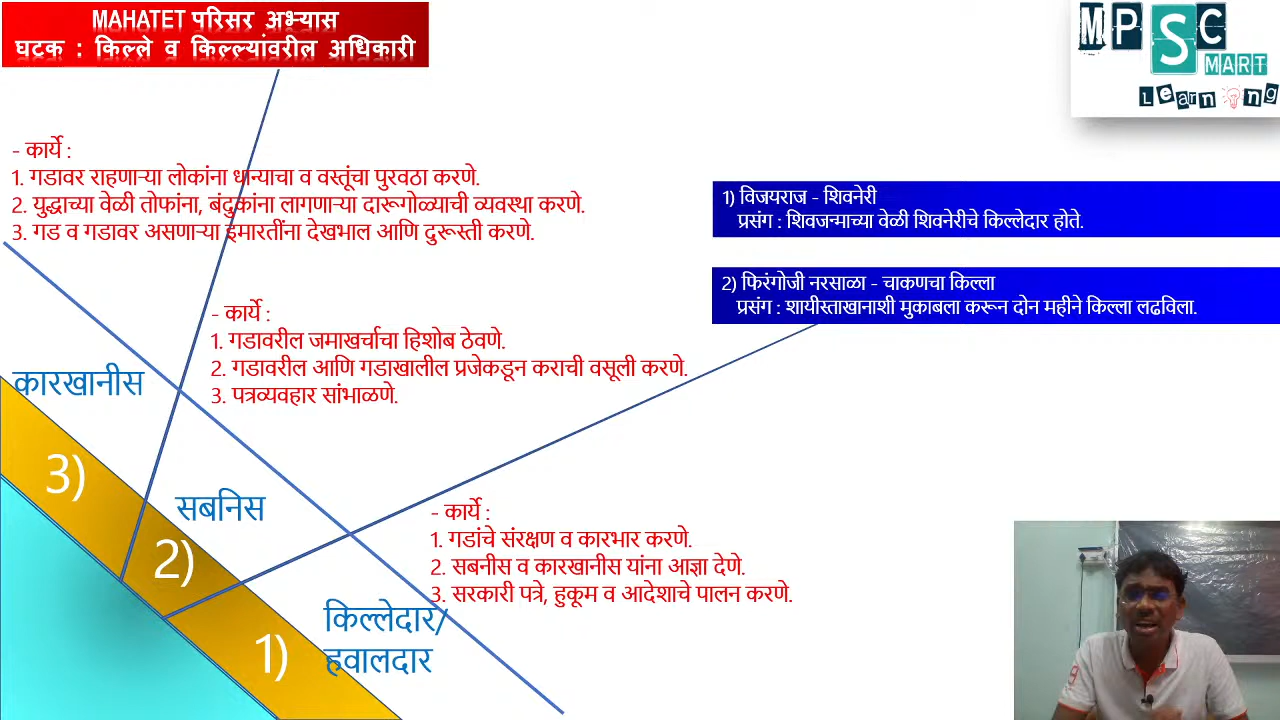 MAHATET परिसर अभ्यास
घटक : किल्ले व किल्ल्यांवरील अधिकारी
MPSC
SMART
Learning
- कार्ये :
1. गडावर राहणाऱ्या लोकांना धान्याचा व वस्तूंचा पुरवठा करणे.
2. युद्धाच्या वेळी तोफांना, बंदुकांना लागणाऱ्या दारूगोळ्याची व्यवस्था करणे.
3. गड व गडावर असणाऱ्या इमारतींना देखभाल आणि दुरूस्ती करणे.
1) विजयराज - शिवनेरी
प्रसंग : शिवजन्माच्या वेळी शिवनेरीचे किल्लेदार होते.
2) फिरंगोजी नरसाळा - चाकणचा किल्ला
प्रसंग : शायीस्ताखानाशी मुकाबला करून दोन महीने किल्ला लढविला.
- कार्ये :
1. गडावरील जमाखर्चाचा हिशोब ठेवणे.
2. गडावरील आणि गडाखालील प्रजेकडून कराची वसूली करणे.
3. पत्रव्यवहार सांभाळणे.
कारखानीस
3)
सबनिस
2)
- कार्ये :
1. गडांचे संरक्षण व कारभार करणे.
2. सबनीस व कारखानीस यांना आज्ञा देणे.
3. सरकारी पत्रे, हुकूम व आदेशाचे पालन करणे.
किल्लेदार/
हवालदार
1)